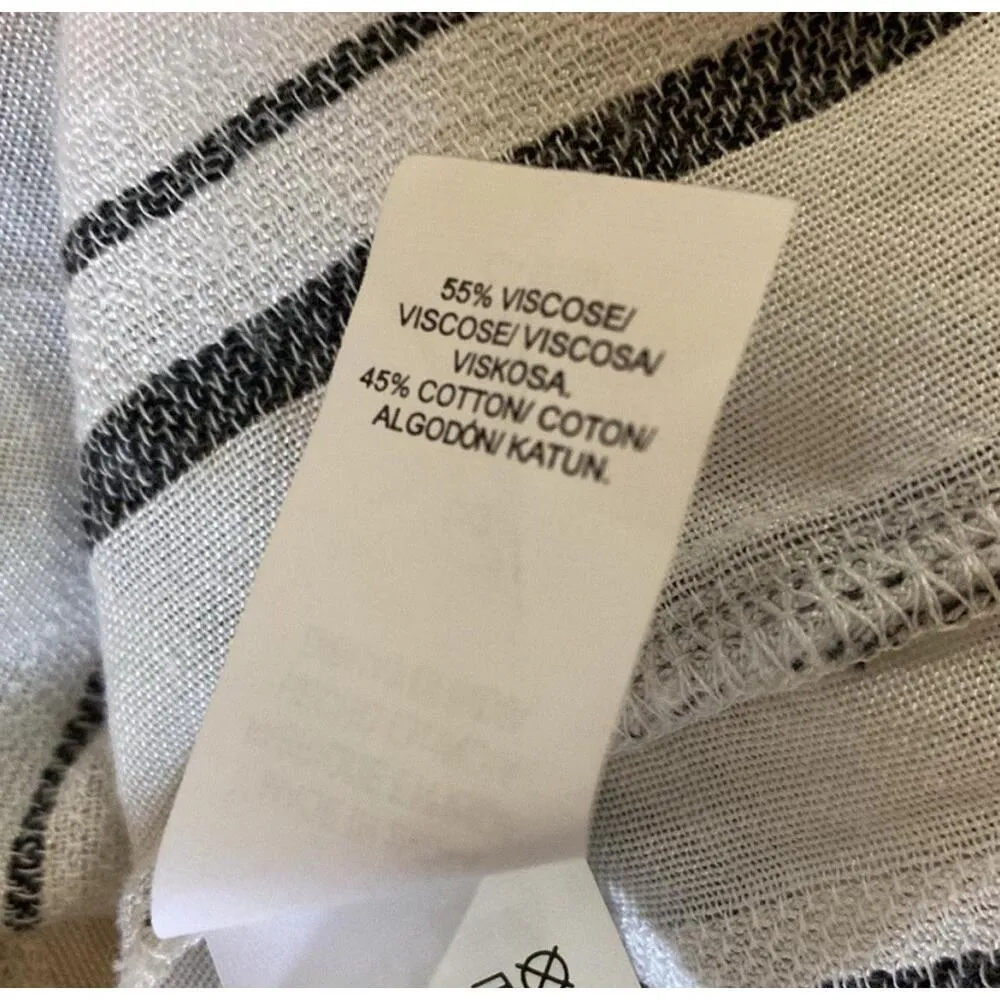 55% VISCOSE/
VISCOSE/ VISCOSA/
VISKOSA.
45% COTTON/ COTON/
ALGODÓN/ KATUN.